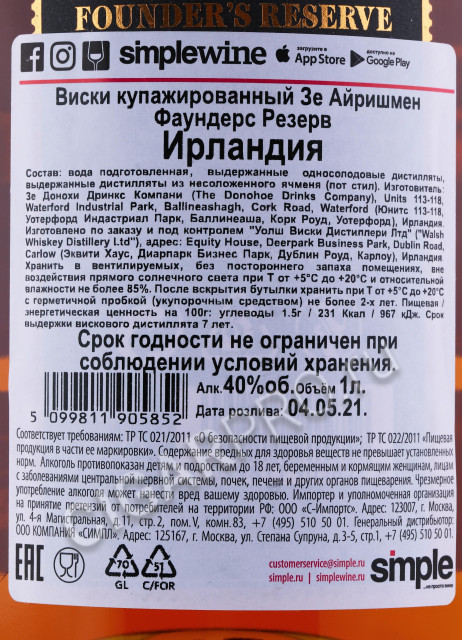 FOUNDER'S RESERVE
simplewine загрузите в App Store доступно на Google Play
Виски купажированный Зе Айришмен
Фаундерс Резерв
Ирландия
Состав: вода подготовленная, выдержанные односолодовые дистилляты,
выдержанные дистилляты из несоложеного ячменя (пот стил). Изготовитель:
Зе Донохи Дринкс Компани (The Donohoe Drinks Company), Units 113-118,
Waterford Industrial Park, Ballineashagh, Cork Road, Waterford (Юнитс 113-118,
Уотерфорд Индастриал Парк, Баллинеаша, Корк Роуд, Уотерфорд), Ирландия.
Изготовлено по заказу и под контролем "Уолш Виски Дистиллери Лтд" ("Walsh
Whiskey Distillery Ltd"), адрес: Equity House, Deerpark Business Park, Dublin Road,
Carlow (Эквити Хаус, Диарпарк Бизнес Парк, Дублин Роуд, Карлоу), Ирландия.
Хранить в вентилируемых, без постороннего запаха помещениях, вне
воздействия прямого солнечного света при Т от +5°С до +20°С и относительной
влажности не более 85%. После вскрытия бутылки хранить при Т от +5°С до +20°С
с герметичной пробкой (укупорочным средством) не более 2-х лет. Пищевая /
энергетическая ценность на 100г: углеводы 1.5г / 231 Ккал / 967 кДж. Срок
выдержки вискового дистиллята 7 лет.
Срок годности не ограничен при
соблюдении условий хранения.
Алк. 40%об. Объём 1л.
Дата розлива: 04.05.21.
5 099811 905852
Соответствует требованиям: ТР ТС 021/2011 «О безопасности пищевой продукции»; ТР ТС 022/2011 «Пищевая
продукция в части ее маркировки». Содержание вредных для здоровья веществ не превышает установленных
норм. Алкоголь противопоказан детям и подросткам до 18 лет, беременным и кормящим женщинам, лицам
с заболеваниями центральной нервной системы, почек, печени и других органов пищеварения. Чрезмерное
употребление алкоголя вредит вашему здоровью. Импортер и уполномоченная организация
на принятие претензий от потребителей на территории РФ: ООО «С-Импорто». Адрес: 123007, г. Москва,
ул. 4-я Магистральная, д. 11, стр. 2, пом. V, комн. 83, +7 (495) 510 50 01. Генеральный дистрибьютор:
ООО КОМПАНИЯ «СИМПЛ». Адрес: 125167, г. Москва, ул. Степана Супруна, д. 3-5, стр.1, +7 (495) 510 50 01.
EAC
70
GL
51
C/FOR
customerservice@simple.ru
simple.ru | simplewine.ru
simple
...не просто вино